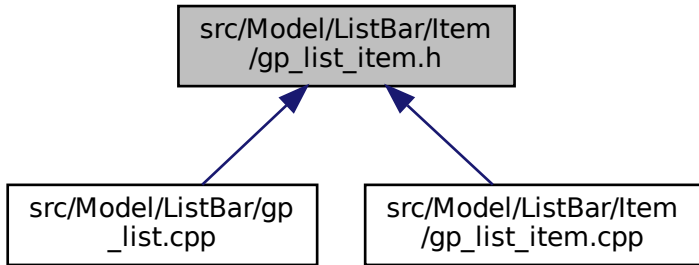 src/Model/ListBar/Item
/gp_list_item.h
src/Model/ListBar/gp
_list.cpp
src/Model/ListBar/Item
/gp_list_item.cpp